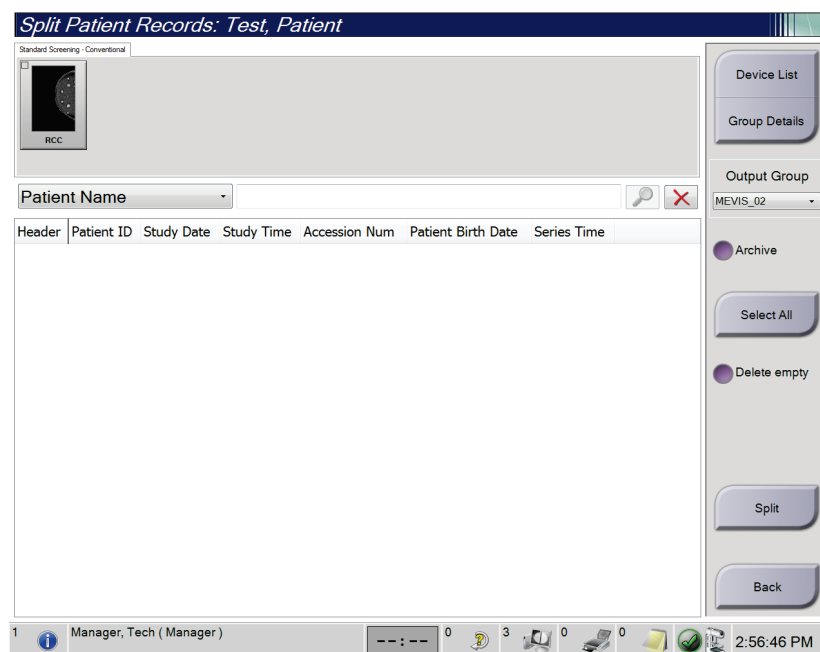 Split Patient Records: Test, Patient
Standard Screening - Conventional
RCC
Device List
Group Details
Output Group
MEVIS_02
Patient Name
Header Patient ID Study Date Study Time Accession Num Patient Birth Date Series Time
Archive
Select All
Delete empty
Split
Back
1 Manager, Tech ( Manager ) --:-- 0 3 0 0 2:56:46 PM